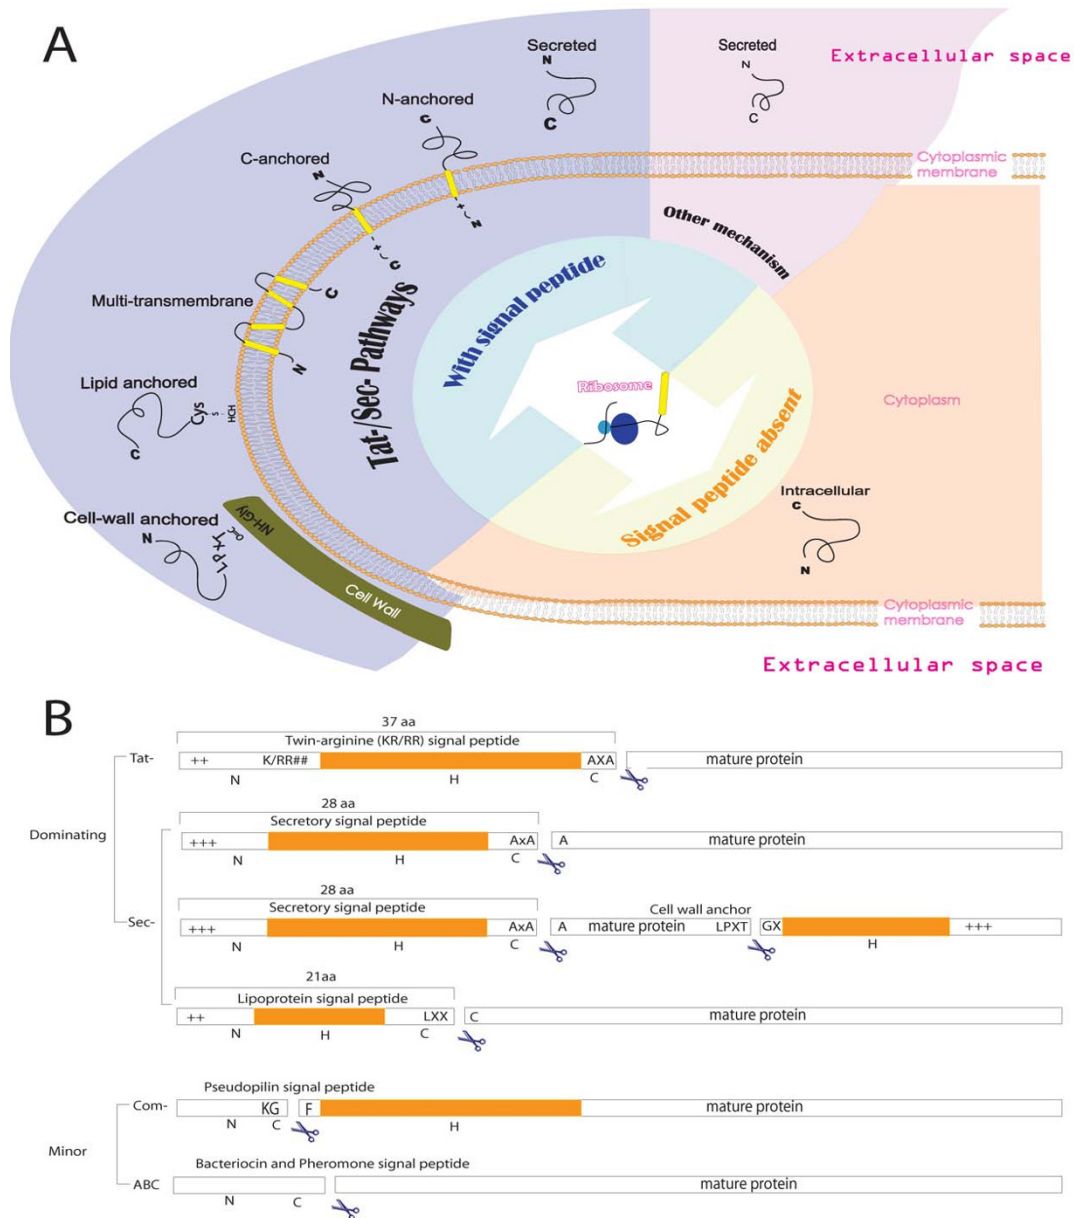 A
Secreted
N
C
Secreted
N
C
Extracellular space
N-anchored
C
+
N
C-anchored
N
+
C
Cytoplasmic
membrane
Other mechanism
With signal peptide
Tat-/Sec- Pathways
Multi-transmembrane
C
N
Ribosome
Signal peptide absent
Cytoplasm
Lipid anchored
Cys
S
HCH
C
Intracellular
C
N
Cell-wall anchored
N
LPXT
O=C
NH-Gly
Cell Wall
Cytoplasmic
membrane
Extracellular space
B
37 aa
Twin-arginine (KR/RR) signal peptide
Tat-
++ K/RR## AXA mature protein
N H C
28 aa
Secretory signal peptide
Dominating
+++ AxA A mature protein
N H C
28 aa
Secretory signal peptide Cell wall anchor
Sec-
+++ AxA A mature protein LPXT GX +++
N H C H
21aa
Lipoprotein signal peptide
++ LXX C mature protein
N H C
Pseudopilin signal peptide
Com-
KG F mature protein
N C H
Minor
Bacteriocin and Pheromone signal peptide
ABC mature protein
N C